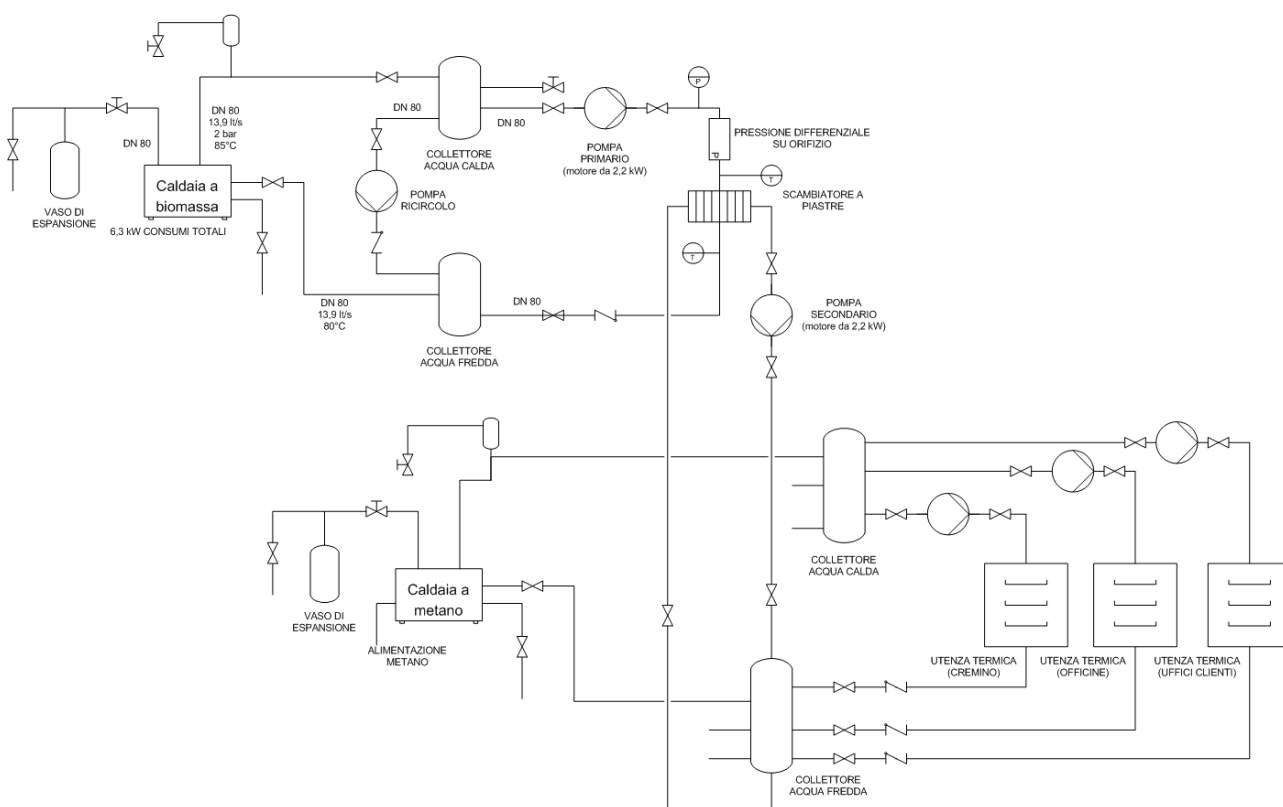 P
DN 80
13,9 lt/s
2 bar
85°C
DN 80
DN 80
DN 80
COLLETTORE
ACQUA CALDA
POMPA
PRIMARIO
(motore da 2,2 kW)
P
PRESSIONE DIFFERENZIALE
SU ORIFIZIO
T
SCAMBIATORE A
PIASTRE
Caldaia a
biomassa
VASO DI
ESPANSIONE
6,3 kW CONSUMI TOTALI
POMPA
RICIRCOLO
T
DN 80
13,9 lt/s
80°C
DN 80
COLLETTORE
ACQUA FREDDA
POMPA
SECONDARIO
(motore da 2,2 kW)
COLLETTORE
ACQUA CALDA
Caldaia a
metano
VASO DI
ESPANSIONE
ALIMENTAZIONE
METANO
UTENZA TERMICA
(CREMINO)
UTENZA TERMICA
(OFFICINE)
UTENZA TERMICA
(UFFICI CLIENTI)
COLLETTORE
ACQUA FREDDA